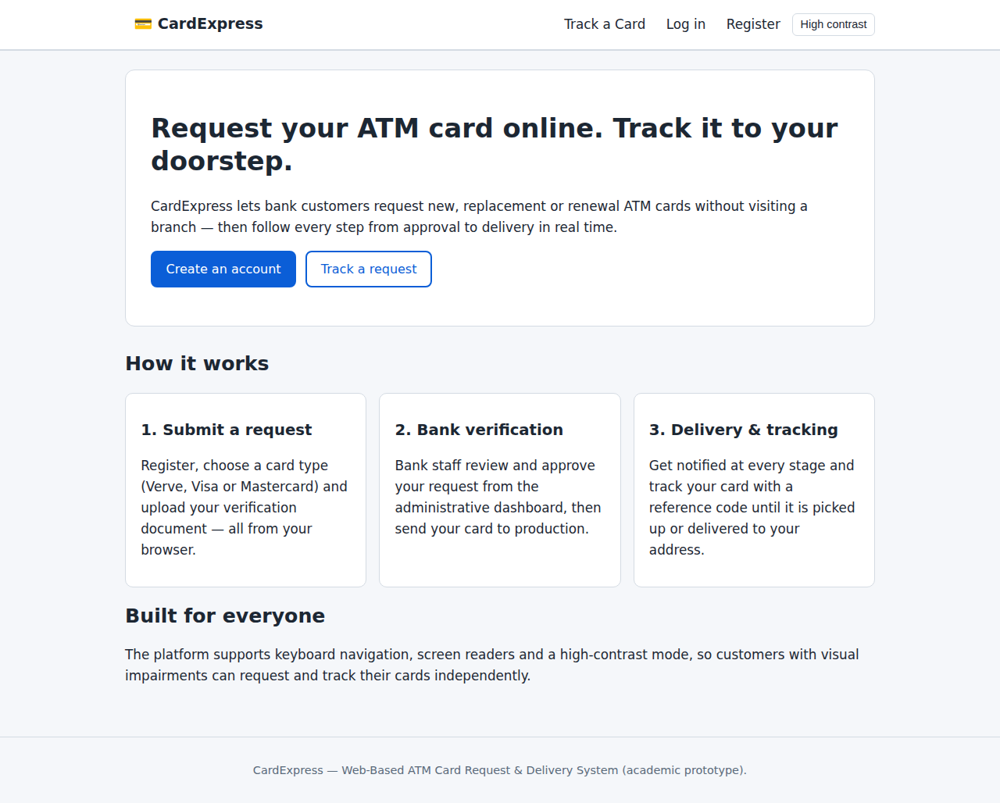 💳 CardExpress
Track a Card
Log in
Register
High contrast
Request your ATM card online. Track it to your
doorstep.
CardExpress lets bank customers request new, replacement or renewal ATM cards without visiting a
branch — then follow every step from approval to delivery in real time.
Create an account
Track a request
How it works
1. Submit a request
Register, choose a card type
(Verve, Visa or Mastercard) and
upload your verification
document — all from your
browser.
2. Bank verification
Bank staff review and approve
your request from the
administrative dashboard, then
send your card to production.
3. Delivery & tracking
Get notified at every stage and
track your card with a
reference code until it is picked
up or delivered to your
address.
Built for everyone
The platform supports keyboard navigation, screen readers and a high-contrast mode, so customers with visual
impairments can request and track their cards independently.
CardExpress — Web-Based ATM Card Request & Delivery System (academic prototype).